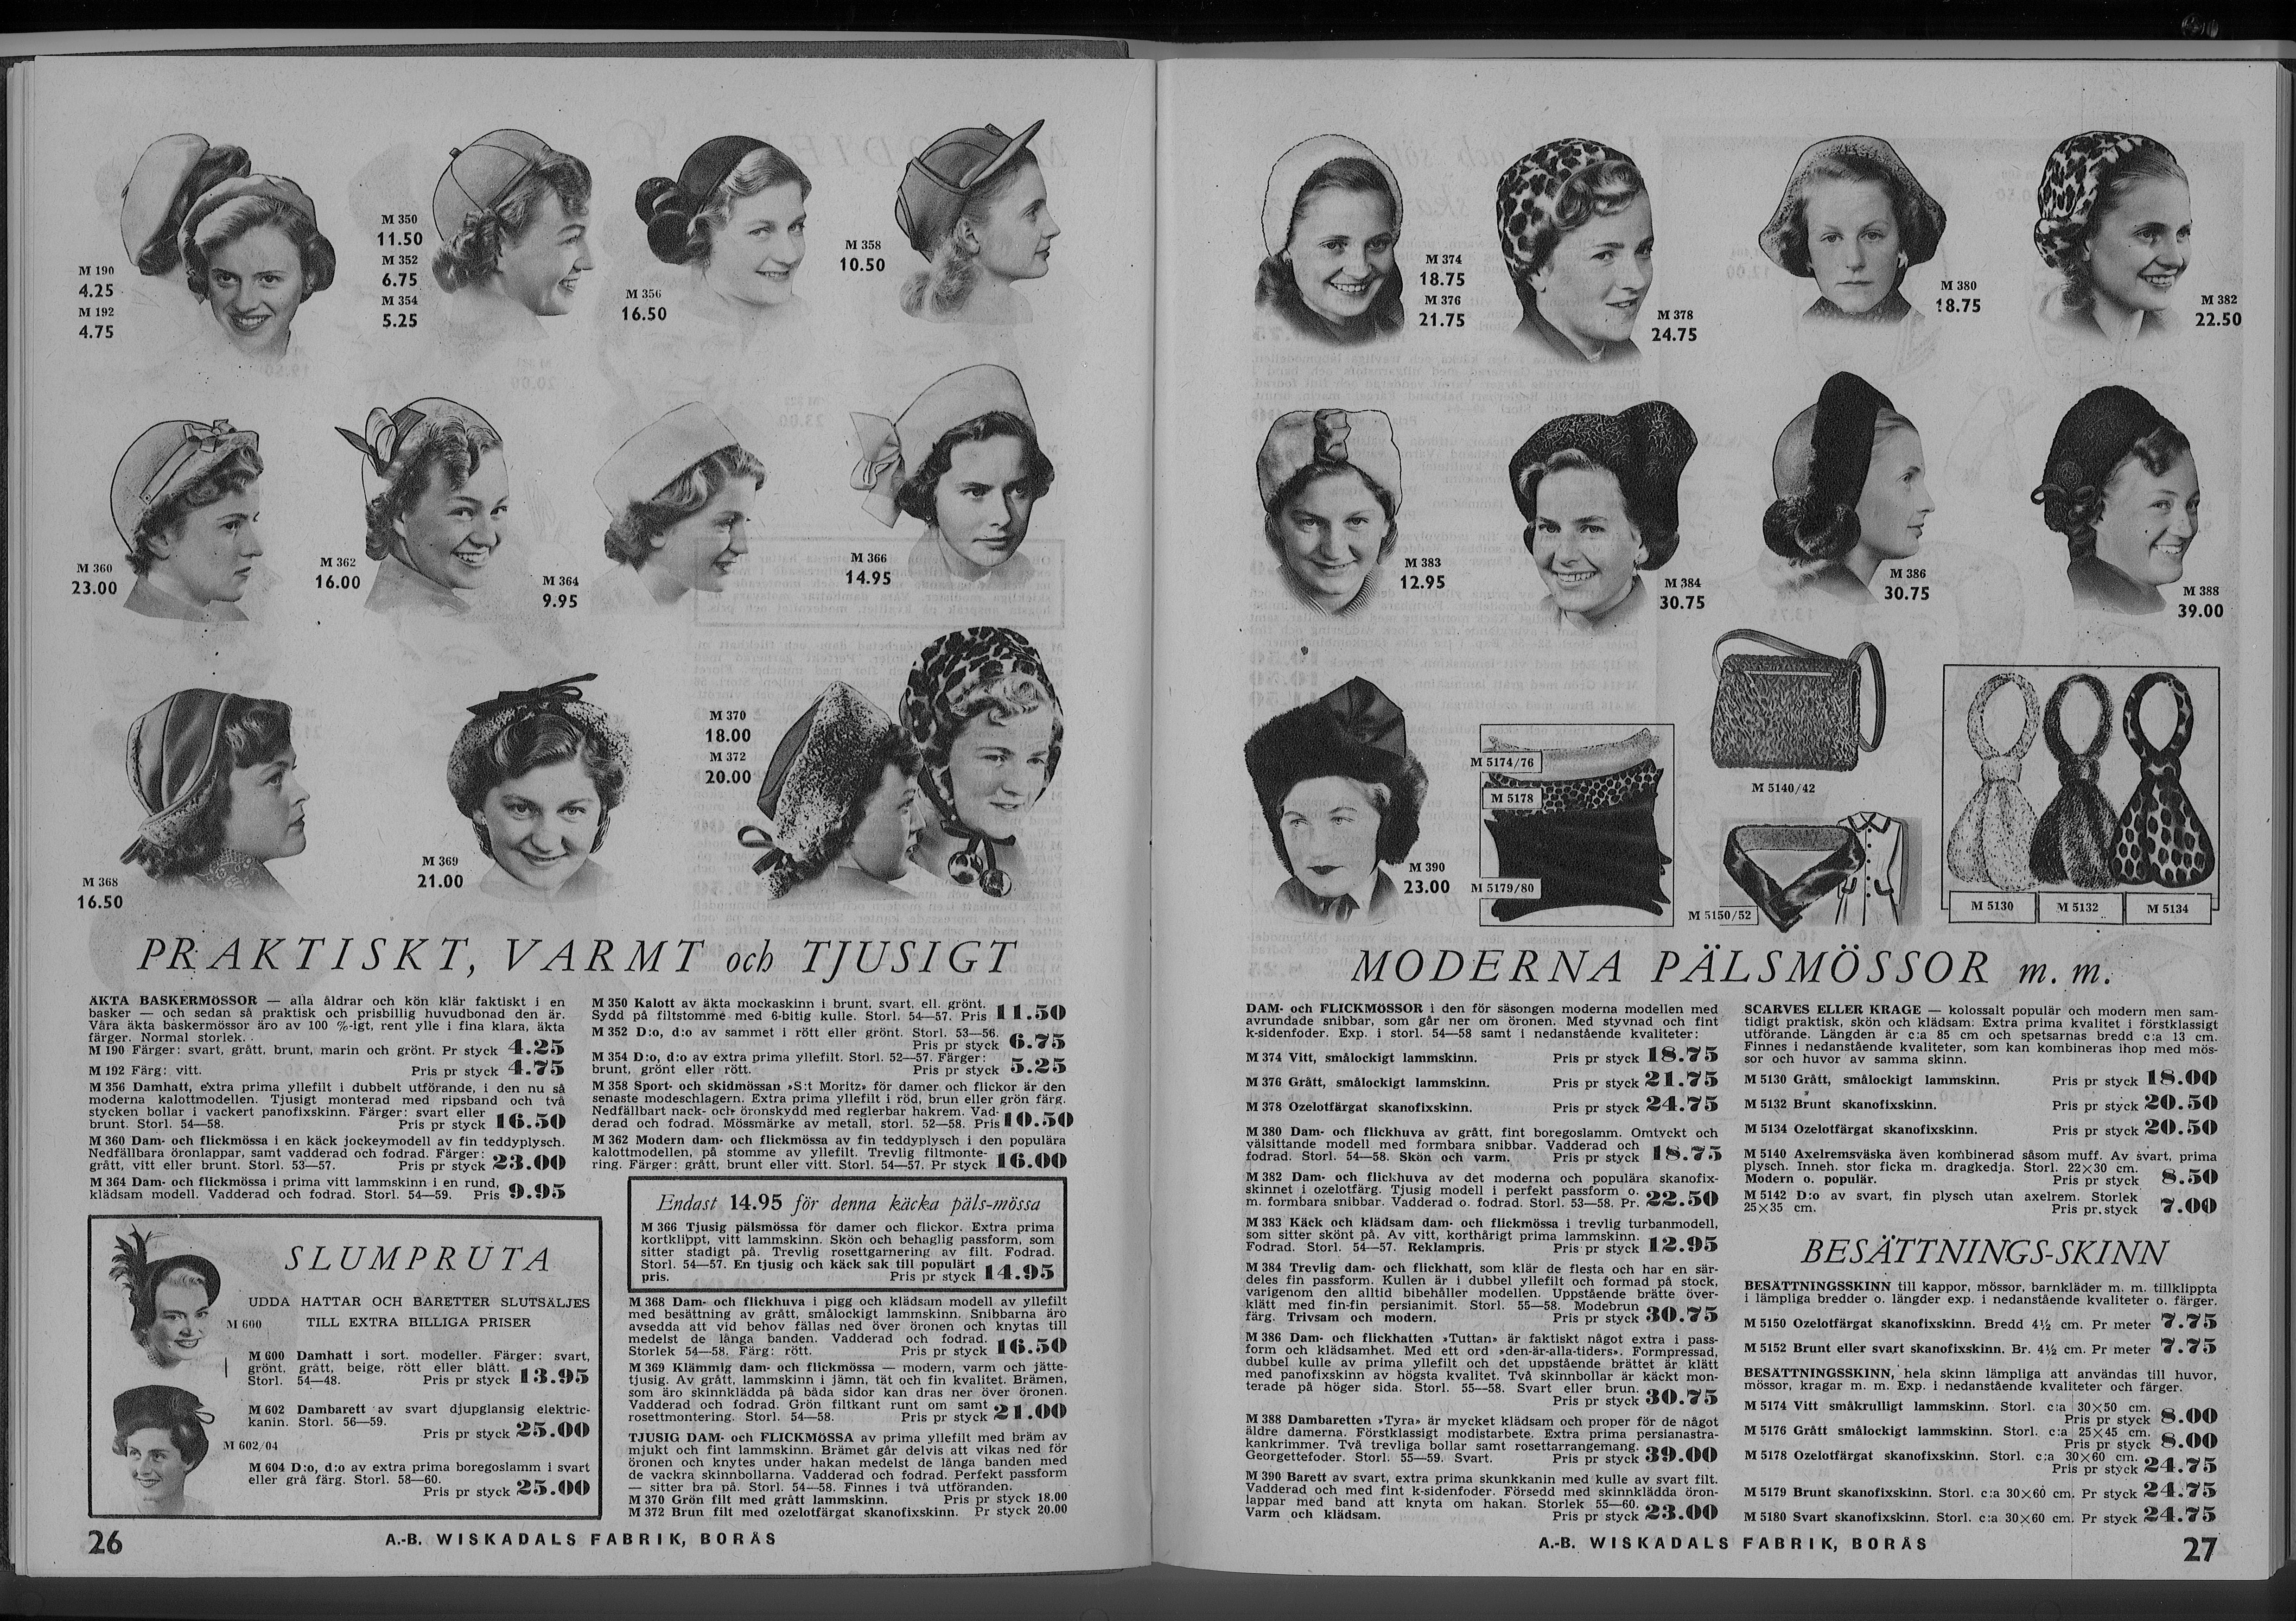 M 190
4.25
M 192
4.75
M 350
11.50
M 352
6.75
M 354
5.25
M 356
16.50
M 358
10.50
M 360
23.00
M 362
16.00
M 364
9.95
M 366
14.95
M 368
16.50
M 369
21.00
M 370
18.00
M 372
20.00
PRAKTISKT, VARMT och TJUSIGT
ÄKTA BASKERMÖSSOR — alla åldrar och kön klär faktiskt i en
basker — och sedan så praktisk och prisbillig huvudbonad den är.
Våra äkta baskermössor äro av 100 %-igt, rent ylle i fina klara, äkta
färger. Normal storlek.
M 190 Färger: svart, grått, brunt, marin och grönt. Pr styck 4.25
M 192 Färg: vitt. Pris pr styck 4.75
M 356 Damhatt, extra prima yllefilt i dubbelt utförande, i den nu så
moderna kalottmodellen. Tjusigt monterad med ripsband och två
stycken bollar i vackert panofixskinn. Färger: svart eller
brunt. Storl. 54—58. Pris pr styck 16.50
M 360 Dam- och flickmössa i en käck jockeymodell av fin teddyplysch.
Nedfällbara öronlappar, samt vadderad och fodrad. Färger:
grått, vitt eller brunt. Storl. 53—57. Pris pr styck 23.00
M 364 Dam- och flickmössa i prima vitt lammskinn i en rund,
klädsam modell. Vadderad och fodrad. Storl. 54—59. Pris 9.95
SLUMPRUTA
UDDA HATTAR OCH BARETTER SLUTSÄLJES
TILL EXTRA BILLIGA PRISER
M 600
M 600 Damhatt i sort. modeller. Färger: svart,
grönt, grått, beige, rött eller blått.
Storl. 54—48. Pris pr styck 13.95
M 602 Dambarett av svart djupglansig elektric-
kanin. Storl. 56—59.
Pris pr styck 25.00
M 602/04
M 604 D:o, d:o av extra prima boregoslamm i svart
eller grå färg. Storl. 58—60.
Pris pr styck 25.00
M 350 Kalott av äkta mockaskinn i brunt, svart, ell. grönt.
Sydd på filtstomme med 6-bitig kulle. Storl. 54—57. Pris 11.50
M 352 D:o, d:o av sammet i rött eller grönt. Storl. 53—56.
Pris pr styck 6.75
M 354 D:o, d:o av extra prima yllefilt. Storl. 52—57. Färger:
brunt, grönt eller rött. Pris pr styck 5.25
M 358 Sport- och skidmössan »S:t Moritz» för damer och flickor är den
senaste modeschlagern. Extra prima yllefilt i röd, brun eller grön färg.
Nedfällbart nack- och öronskydd med reglerbar hakrem. Vad-
derad och fodrad. Mössmärke av metall, storl. 52—58. Pris 10.50
M 362 Modern dam- och flickmössa av fin teddyplysch i den populära
kalottmodellen, på stomme av yllefilt. Trevlig filtmonte-
ring. Färger: grått, brunt eller vitt. Storl. 54—57. Pr styck 16.00
Endast 14.95 för denna käcka päls-mössa
M 366 Tjusig pälsmössa för damer och flickor. Extra prima
kortklippt, vitt lammskinn. Skön och behaglig passform, som
sitter stadigt på. Trevlig rosettgarnering av filt. Fodrad.
Storl. 54—57. En tjusig och käck sak till populärt
pris. Pris pr styck 14.95
M 368 Dam- och flickhuva i pigg och klädsam modell av yllefilt
med besättning av grått, smålockigt lammskinn. Snibbarna äro
avsedda att vid behov fällas ned över öronen och knytas till
medelst de långa banden. Vadderad och fodrad.
Storlek 54—58. Färg: rött. Pris pr styck 16.50
M 369 Klämmig dam- och flickmössa — modern, varm och jätte-
tjusig. Av grått, lammskinn i jämn, tät och fin kvalitet. Brämen,
som äro skinnklädda på båda sidor kan dras ner över öronen.
Vadderad och fodrad. Grön filtkant runt om samt
rosettmontering. Storl. 54—58. Pris pr styck 21.00
TJUSIG DAM- och FLICKMÖSSA av prima yllefilt med bräm av
mjukt och fint lammskinn. Brämet går delvis att vikas ned för
öronen och knytes under hakan medelst de långa banden med
de vackra skinnbollarna. Vadderad och fodrad. Perfekt passform
— sitter bra på. Storl. 54—58. Finnes i två utföranden.
M 370 Grön filt med grått lammskinn. Pris pr styck 18.00
M 372 Brun filt med ozelotfärgat skanofixskinn. Pr styck 20.00
26
A.-B. WISKADALS FABRIK, BORÅS
M 374
18.75
M 376
21.75
M 378
24.75
M 380
18.75
M 382
22.50
M 383
12.95
M 384
30.75
M 386
30.75
M 388
39.00
M 390
23.00
M 5174/76
M 5178
M 5179/80
M 5140/42
M 5150/52
M 5130
M 5132
M 5134
MODERNA PÄLSMÖSSOR m. m.
DAM- och FLICKMÖSSOR i den för säsongen moderna modellen med
avrundade snibbar, som går ner om öronen. Med styvnad och fint
k-sidenfoder. Exp. i storl. 54—58 samt i nedanstående kvaliteter:
M 374 Vitt, smålockigt lammskinn. Pris pr styck 18.75
M 376 Grått, smålockigt lammskinn. Pris pr styck 21.75
M 378 Ozelotfärgat skanofixskinn. Pris pr styck 24.75
M 380 Dam- och flickhuva av grått, fint boregoslamm. Omtyckt och
välsittande modell med formbara snibbar. Vadderad och
fodrad. Storl. 54—58. Skön och varm. Pris pr styck 18.75
M 382 Dam- och flickhuva av det moderna och populära skanofix-
skinnet i ozelotfärg. Tjusig modell i perfekt passform o.
m. formbara snibbar. Vadderad o. fodrad. Storl. 53—58. Pr. 22.50
M 383 Käck och klädsam dam- och flickmössa i trevlig turbanmodell,
som sitter skönt på. Av vitt, korthårigt prima lammskinn.
Fodrad. Storl. 54—57. Reklampris. Pris pr styck 12.95
M 384 Trevlig dam- och flickhatt, som klär de flesta och har en sär-
deles fin passform. Kullen är i dubbel yllefilt och formad på stock,
varigenom den alltid bibehåller modellen. Uppstående brätte över-
klätt med fin-fin persianimit. Storl. 55—58. Modebrun
färg. Trivsam och modern. Pris pr styck 30.75
M 386 Dam- och flickhatten »Tuttan» är faktiskt något extra i pass-
form och klädsamhet. Med ett ord »den-är-alla-tiders». Formpressad,
dubbel kulle av prima yllefilt och det uppstående brättet är klätt
med panofixskinn av högsta kvalitet. Två skinnbollar är käckt mon-
terade på höger sida. Storl. 55—58. Svart eller brun.
Pris pr styck 30.75
M 388 Dambaretten »Tyra» är mycket klädsam och proper för de något
äldre damerna. Förstklassigt modistarbete. Extra prima persianastra-
kankrimmer. Två trevliga bollar samt rosettarrangemang.
Georgettefoder. Storl. 55—59. Svart. Pris pr styck 39.00
M 390 Barett av svart, extra prima skunkkanin med kulle av svart filt.
Vadderad och med fint k-sidenfoder. Försedd med skinnklädda öron-
lappar med band att knyta om hakan. Storlek 55—60.
Varm och klädsam. Pris pr styck 23.00
SCARVES ELLER KRAGE — kolossalt populär och modern men sam-
tidigt praktisk, skön och klädsam. Extra prima kvalitet i förstklassigt
utförande. Längden är c:a 85 cm och spetsarnas bredd c:a 13 cm.
Finnes i nedanstående kvaliteter, som kan kombineras ihop med mös-
sor och huvor av samma skinn.
M 5130 Grått, smålockigt lammskinn. Pris pr styck 18.00
M 5132 Brunt skanofixskinn. Pris pr styck 20.50
M 5134 Ozelotfärgat skanofixskinn. Pris pr styck 20.50
M 5140 Axelremsväska även kombinerad såsom muff. Av svart, prima
plysch. Inneh. stor ficka m. dragkedja. Storl. 22×30 cm.
Modern o. populär. Pris pr styck 8.50
M 5142 D:o av svart, fin plysch utan axelrem. Storlek
25×35 cm. Pris pr. styck 7.00
BESÄTTNINGS-SKINN
BESÄTTNINGSSKINN till kappor, mössor, barnkläder m. m. tillklippta
i lämpliga bredder o. längder exp. i nedanstående kvaliteter o. färger.
M 5150 Ozelotfärgat skanofixskinn. Bredd 4½ cm. Pr meter 7.75
M 5152 Brunt eller svart skanofixskinn. Br. 4½ cm. Pr meter 7.75
BESÄTTNINGSSKINN, hela skinn lämpliga att användas till huvor,
mössor, kragar m. m. Exp. i nedanstående kvaliteter och färger.
M 5174 Vitt småkrulligt lammskinn. Storl. c:a 30×50 cm.
Pris pr styck 8.00
M 5176 Grått smålockigt lammskinn. Storl. c:a 25×45 cm.
Pris pr styck 8.00
M 5178 Ozelotfärgat skanofixskinn. Storl. c:a 30×60 cm.
Pris pr styck 24.75
M 5179 Brunt skanofixskinn. Storl. c:a 30×60 cm. Pr styck 24.75
M 5180 Svart skanofixskinn. Storl. c:a 30×60 cm. Pr styck 24.75
A.-B. WISKADALS FABRIK, BORÅS
27